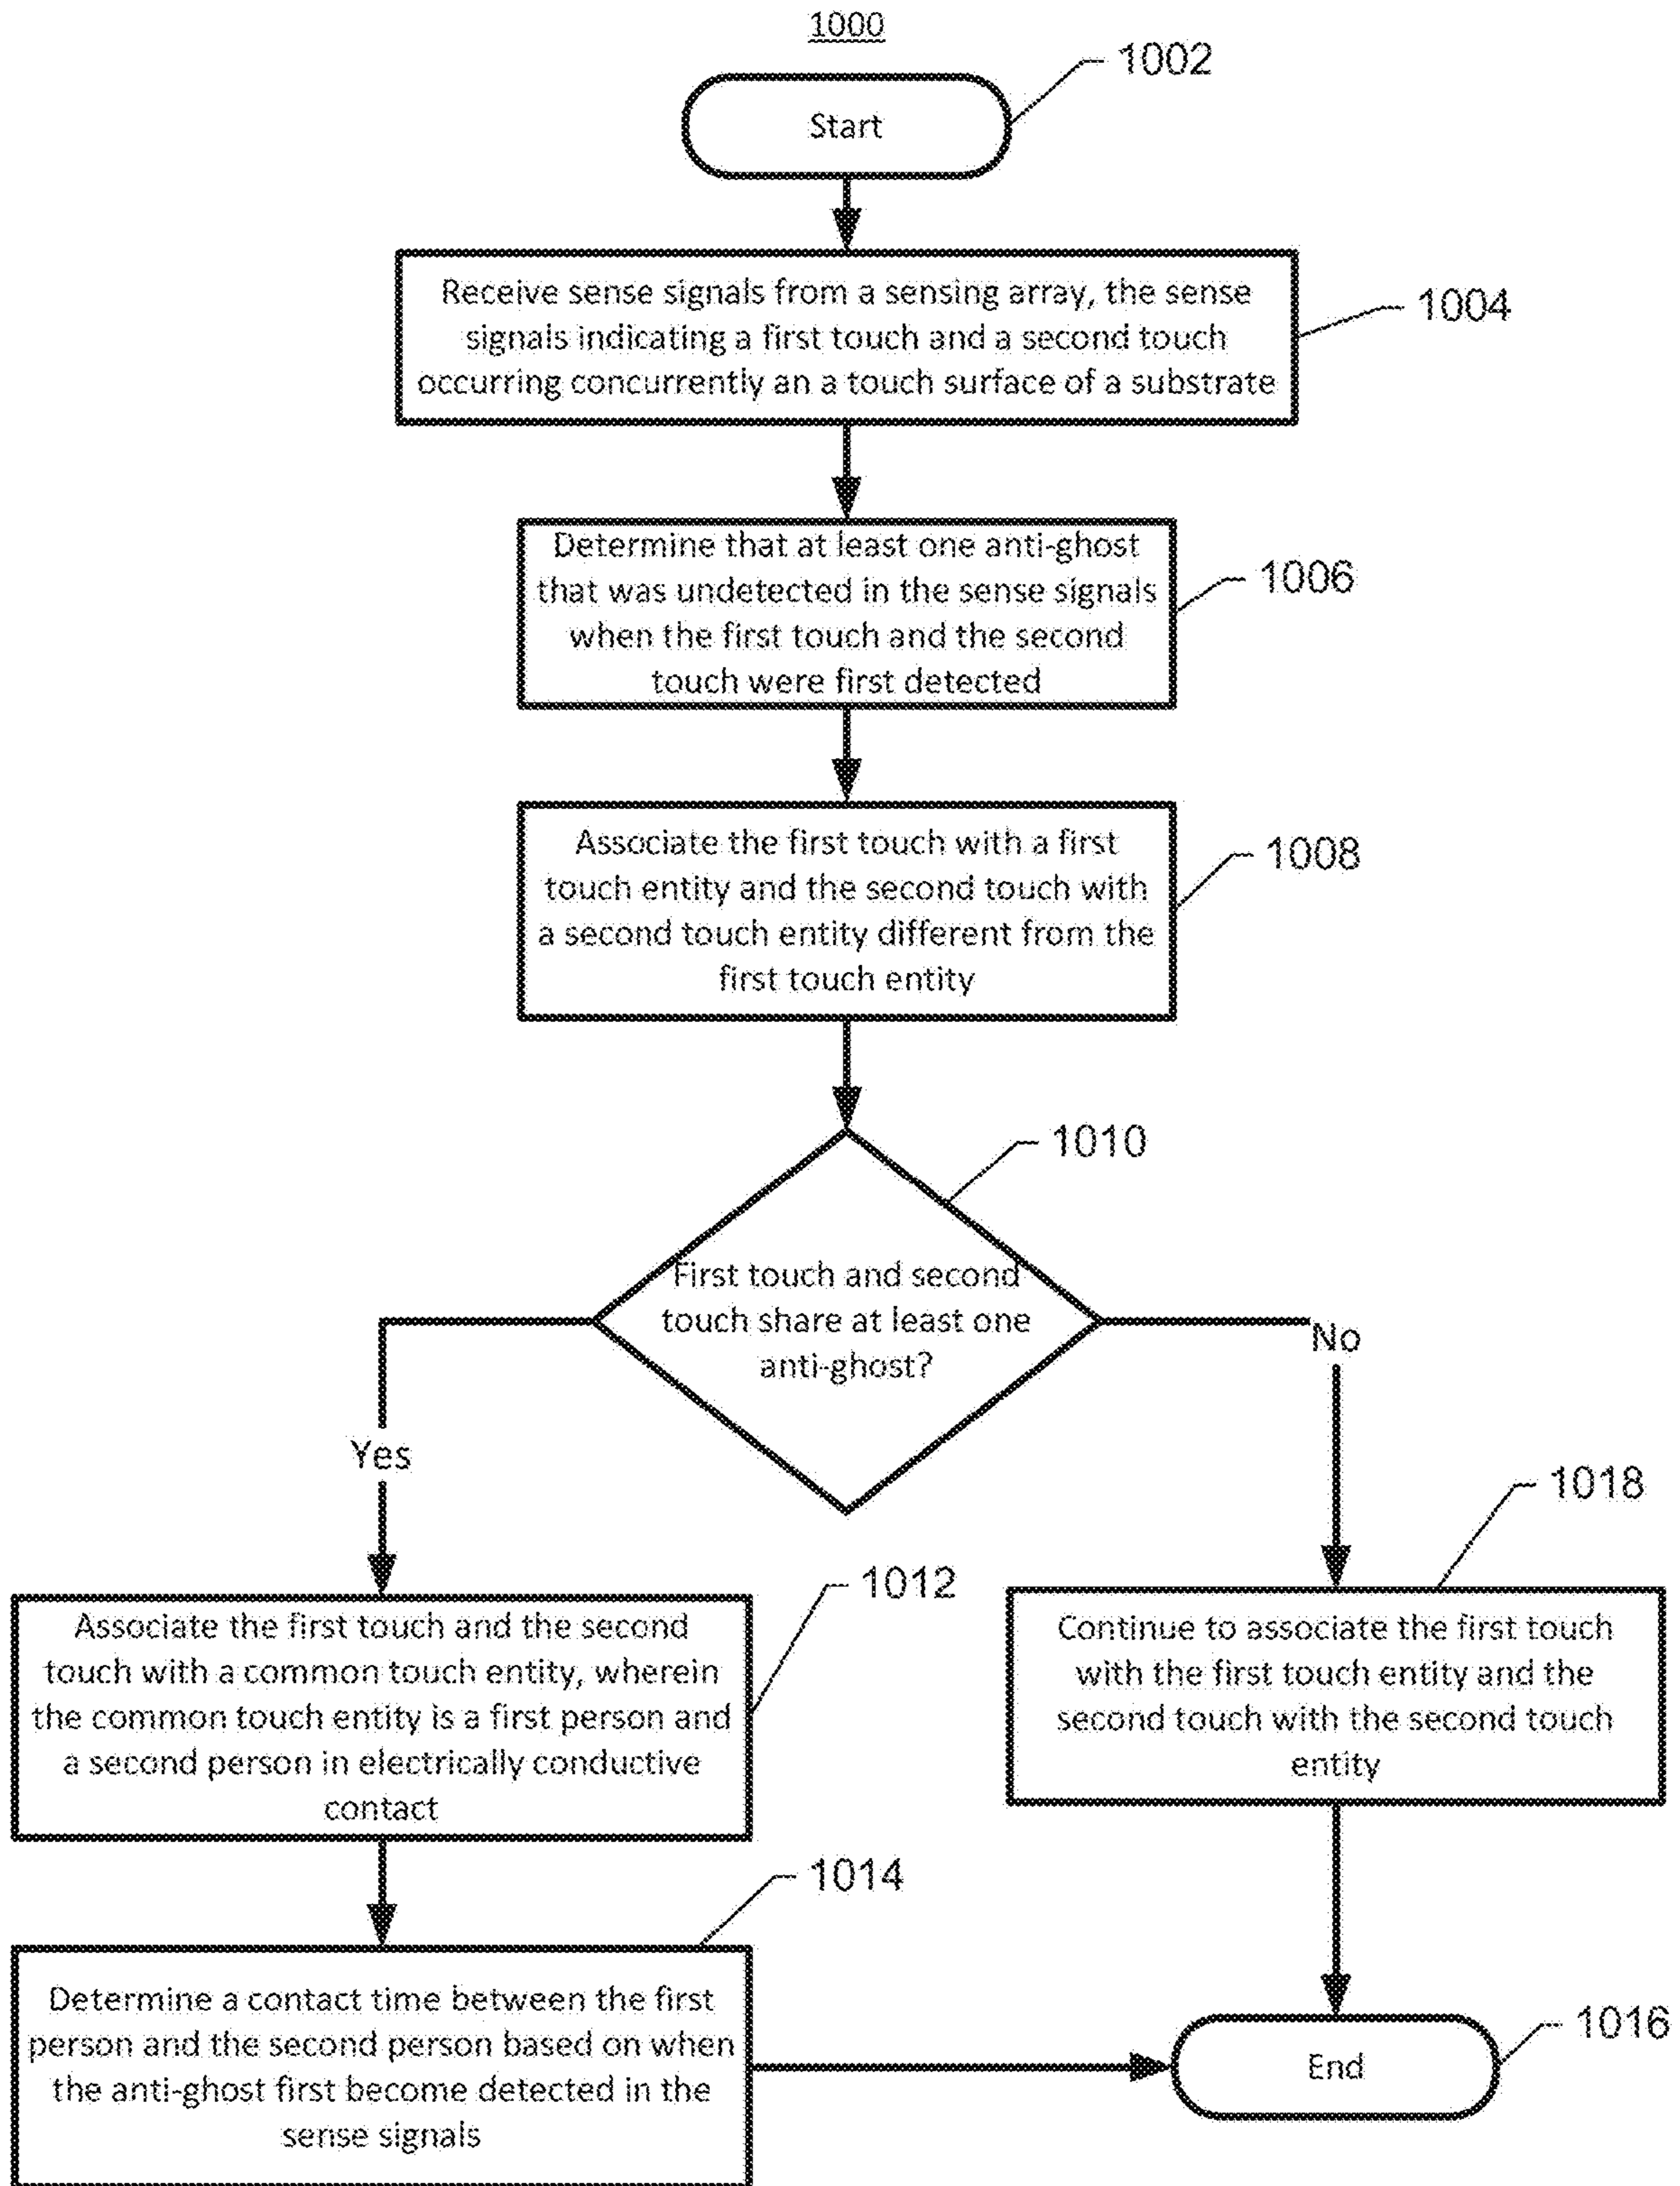 1000
1002
Start
Receive sense signals from a sensing array, the sense
signals indicating a first touch and a second touch
occurring concurrently an a touch surface of a substrate
1004
Determine that at least one anti-ghost
that was undetected in the sense signals
when the first touch and the second
touch were first detected
1006
Associate the first touch with a first
touch entity and the second touch with
a second touch entity different from the
first touch entity
1008
1010
First touch and second
touch share at least one
anti-ghost?
Yes
No
1012
Associate the first touch and the second
touch with a common touch entity, wherein
the common touch entity is a first person and
a second person in electrically conductive
contact
1018
Continue to associate the first touch
with the first touch entity and the
second touch with the second touch
entity
1014
Determine a contact time between the first
person and the second person based on when
the anti-ghost first become detected in the
sense signals
1016
End